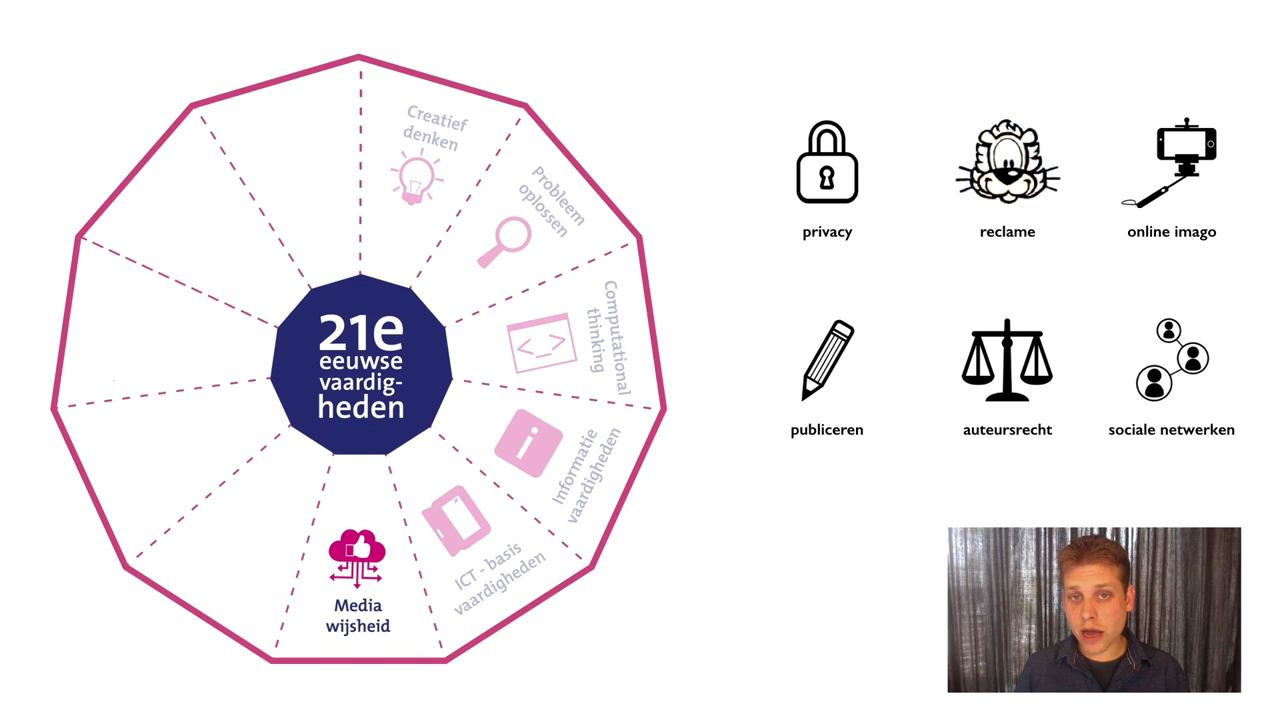 Creatief
denken
Probleem
oplossen
Computational
thinking
Informatie
vaardigheden
ICT - basis
vaardigheden
Media
wijsheid
21e
eeuwse
vaardig-
heden
privacy
reclame
online imago
publiceren
auteursrecht
sociale netwerken